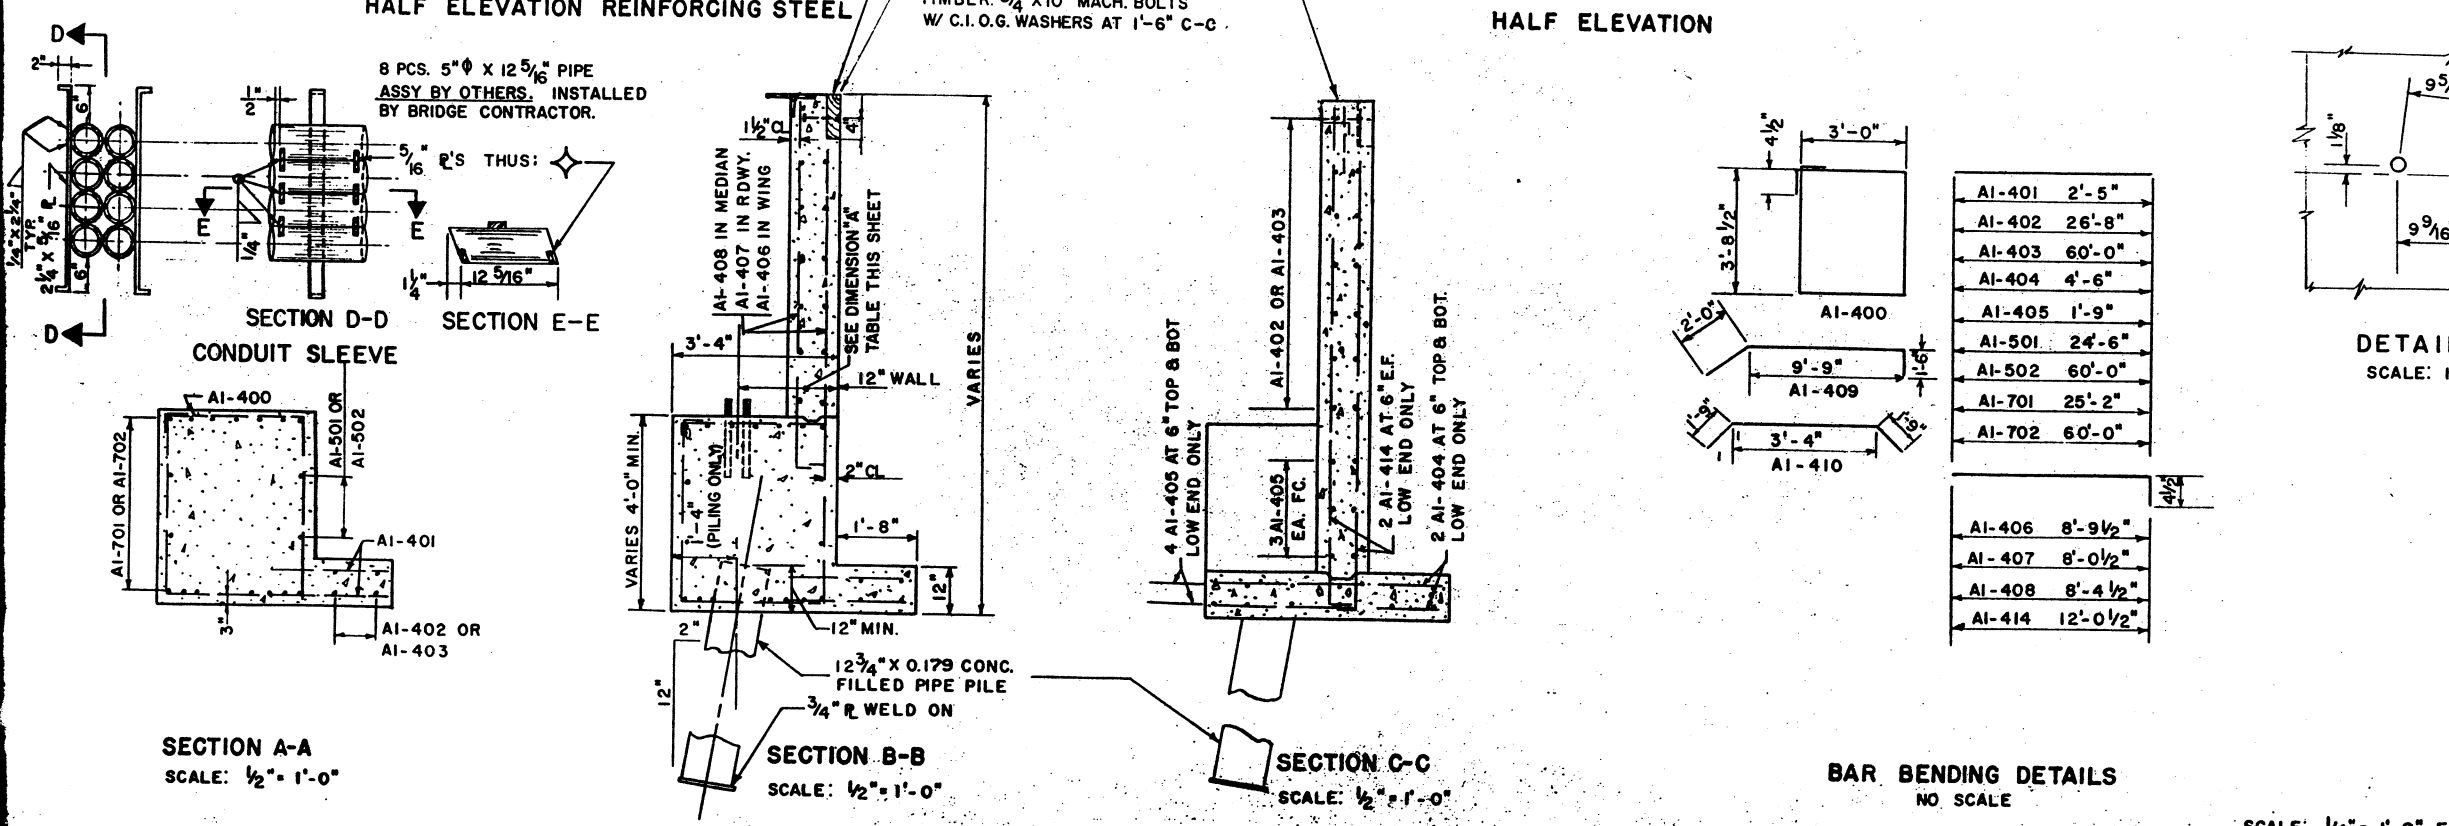 HALF ELEVATION REINFORCING STEEL
TIMBER. 3/4 X10" MACH. BOLTS
W/ C.I.O.G. WASHERS AT 1'-6" C-C
HALF ELEVATION
D
2"
6"
6"
1/4" X 2 1/4"
TYP.
2 1/2" X 5/16" ℞
D
1/2"
8 PCS. 5"Φ X 12 5/16" PIPE
ASSY BY OTHERS. INSTALLED
BY BRIDGE CONTRACTOR.
5/16" ℞'S THUS:
E
E
1/4"
1 1/4"
12 5/16"
SECTION D-D
SECTION E-E
CONDUIT SLEEVE
A1-400
A1-501 OR
A1-502
A1-701 OR A1-702
A1-401
3"
A1-402 OR
A1-403
SECTION A-A
SCALE: 1/2" = 1'-0"
1 1/2" CL
4"
A1-408 IN MEDIAN
A1-407 IN RDWY.
A1-406 IN WING
SEE DIMENSION "A"
TABLE THIS SHEET
3'-4"
12" WALL
VARIES
VARIES 4'-0" MIN.
1'-4"
(PILING ONLY)
2" CL
1'-8"
12"
12" MIN.
2"
12"
12 3/4" X 0.179 CONC.
FILLED PIPE PILE
3/4" ℞ WELD ON
SECTION B-B
SCALE: 1/2" = 1'-0"
A1-402 OR A1-403
4 A1-405 AT 6" TOP & BOT
LOW END ONLY
3 A1-405
EA. FC.
2 A1-414 AT 6" E.F.
LOW END ONLY
2 A1-404 AT 6" TOP & BOT.
LOW END ONLY
SECTION C-C
SCALE: 1/2" = 1'-0"
4 1/2"
3'-0"
3'-8 1/2"
A1-400
2'-0"
9'-9"
1'-6"
A1-409
1'-9"
3'-4"
1'-9"
A1-410
A1-401 2'-5"
A1-402 26'-8"
A1-403 60'-0"
A1-404 4'-6"
A1-405 1'-9"
A1-501 24'-6"
A1-502 60'-0"
A1-701 25'-2"
A1-702 60'-0"
4 1/2"
A1-406 8'-9 1/2"
A1-407 8'-0 1/2"
A1-408 8'-4 1/2"
A1-414 12'-0 1/2"
BAR BENDING DETAILS
NO SCALE
1 1/8"
9 9/16
DETAI
SCALE: 1